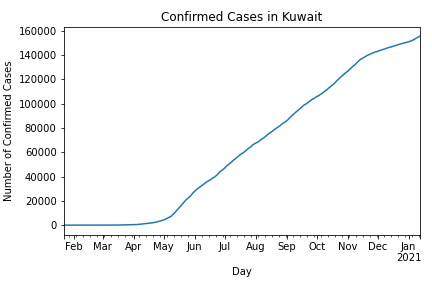 Confirmed Cases in Kuwait
Number of Confirmed Cases
160000
140000
120000
100000
80000
60000
40000
20000
0
Feb Mar Apr May Jun Jul Aug Sep Oct Nov Dec Jan
2021
Day